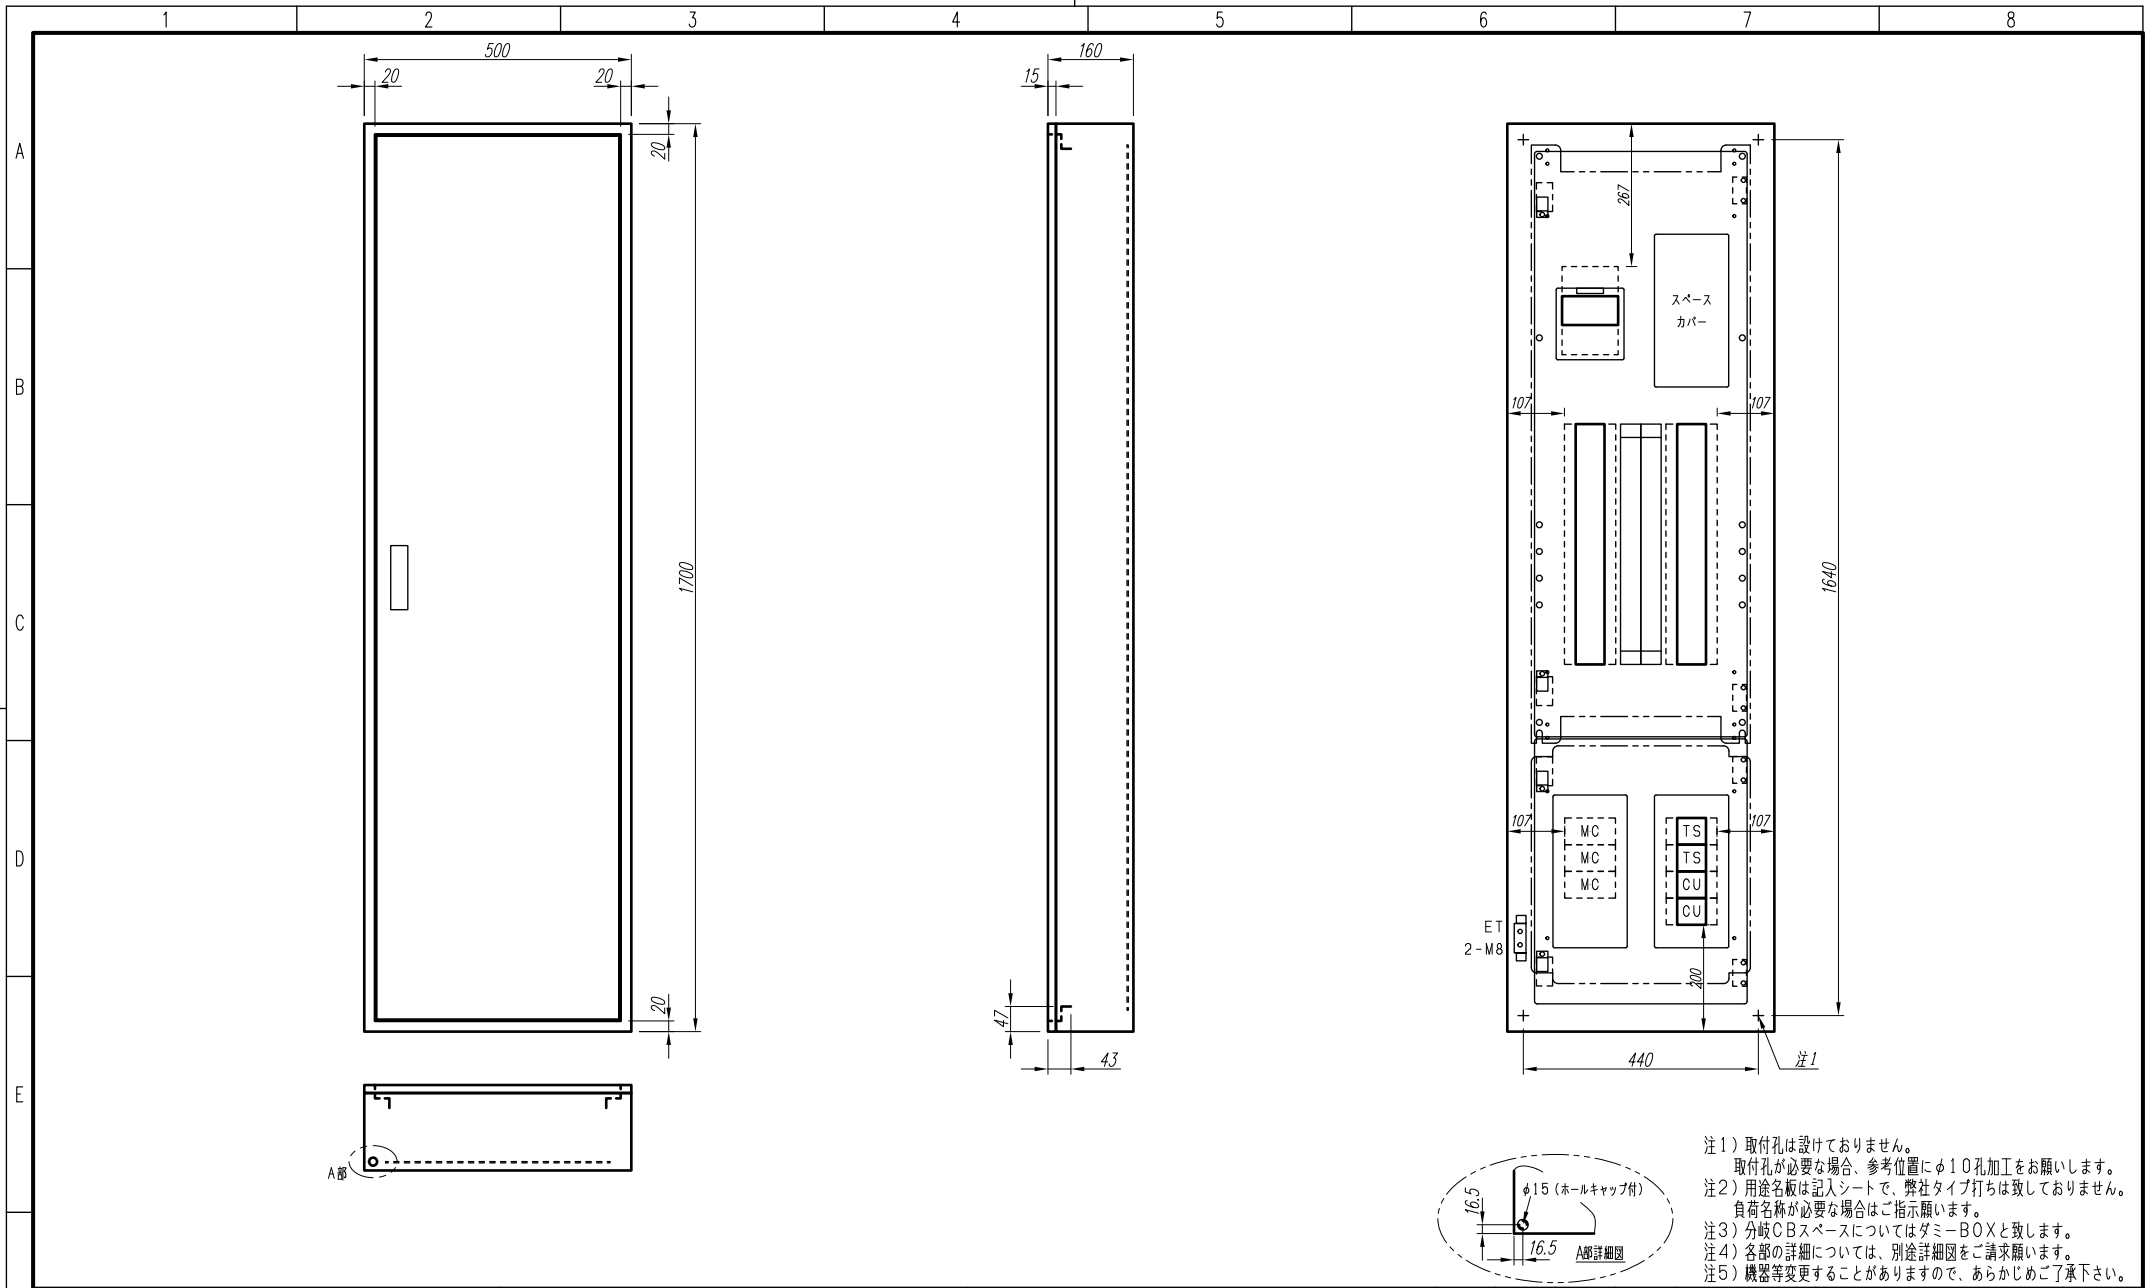 1 2 3 4 5 6 7 8
A
B
C
D
E
500
20 20
20
1700
20
A部
160
15
47
43
267
スペース
カバー
107 107
1640
107 107
MC TS
MC TS
MC CU
CU
ET
2-M8
200
440
注1
16.5
φ15(ホールキャップ付)
16.5
A部詳細図
注1)取付孔は設けておりません。
取付孔が必要な場合、参考位置にφ10孔加工をお願いします。
注2)用途名板は記入シートで、弊社タイプ打ちは致しておりません。
負荷名称が必要な場合はご指示願います。
注3)分岐CBスペースについてはダミーBOXと致します。
注4)各部の詳細については、別途詳細図をご請求願います。
注5)機器等変更することがありますので、あらかじめご了承下さい。